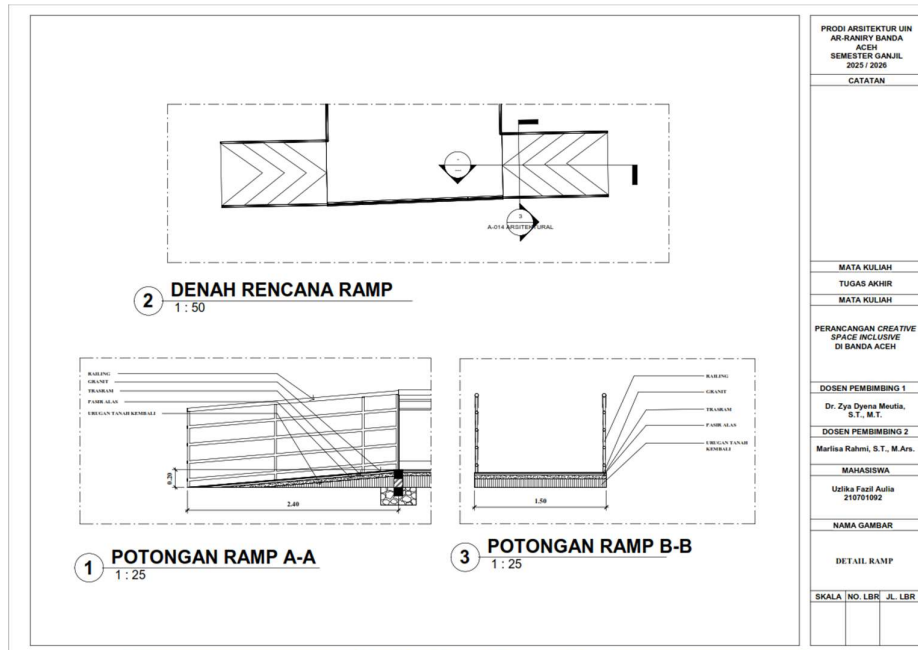 3
A-014 ARSITEKTURAL
2 DENAH RENCANA RAMP
1 : 50
RAILING
GRANIT
TRASRAM
PASIR ALAS
URUGAN TANAH KEMBALI
0.20
2.40
1 POTONGAN RAMP A-A
1 : 25
RAILING
GRANIT
TRASRAM
PASIR ALAS
URUGAN TANAH
KEMBALI
1.50
3 POTONGAN RAMP B-B
1 : 25
PRODI ARSITEKTUR UIN
AR-RANIRY BANDA
ACEH
SEMESTER GANJIL
2025 / 2026
CATATAN
MATA KULIAH
TUGAS AKHIR
MATA KULIAH
PERANCANGAN CREATIVE
SPACE INCLUSIVE
DI BANDA ACEH
DOSEN PEMBIMBING 1
Dr. Zya Dyena Meutia,
S.T., M.T.
DOSEN PEMBIMBING 2
Marlisa Rahmi, S.T., M.Ars.
MAHASISWA
Uzlika Fazil Aulia
210701092
NAMA GAMBAR
DETAIL RAMP
SKALA NO. LBR JL. LBR